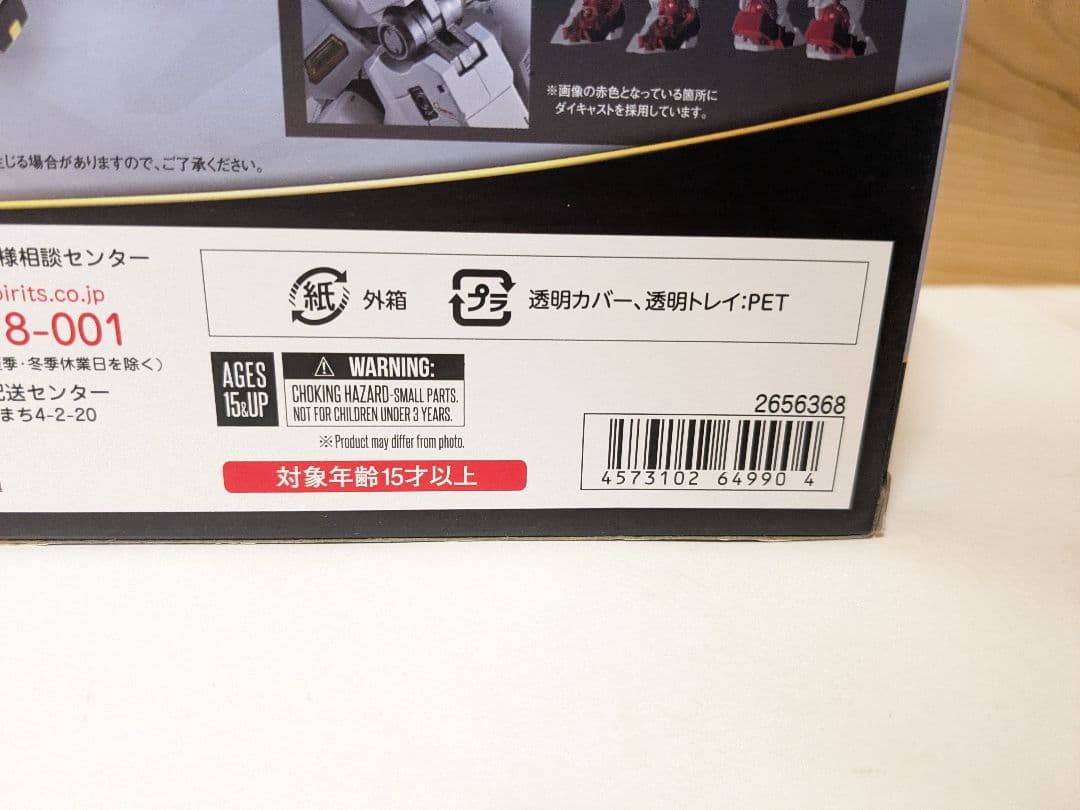 ※画像の赤色となっている箇所に
ダイキャストを採用しています。
生じる場合がありますので、ご了承ください。
様相談センター
pirits.co.jp
8-001
季・冬季休業日を除く）
配送センター
まち4-2-20
紙 外箱
プラ 透明カバー、透明トレイ:PET
AGES
15&UP
WARNING:
CHOKING HAZARD-SMALL PARTS.
NOT FOR CHILDREN UNDER 3 YEARS.
※Product may differ from photo.
対象年齢15才以上
2656368
4573102 64990 4